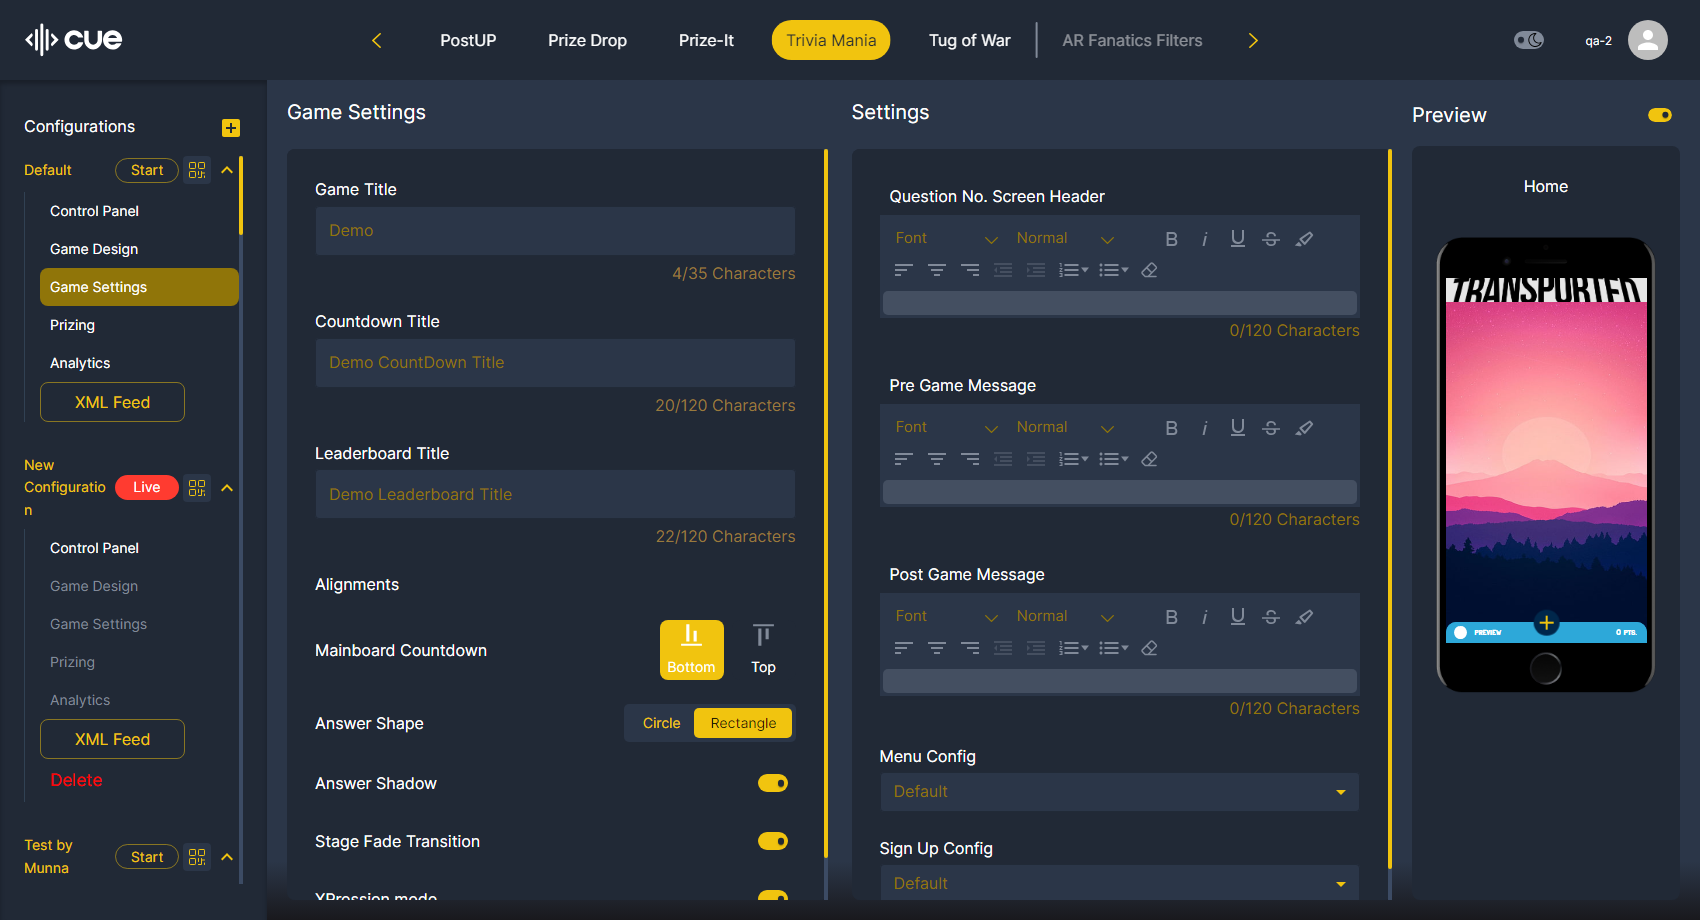 cue
PostUP
Prize Drop
Prize-It
Trivia Mania
Tug of War
AR Fanatics Filters
qa-2
Configurations
Default
Start
Control Panel
Game Design
Game Settings
Prizing
Analytics
XML Feed
New
Configuratio
n
Live
Control Panel
Game Design
Game Settings
Prizing
Analytics
XML Feed
Delete
Test by
Munna
Start
Game Settings
Game Title
Demo
4/35 Characters
Countdown Title
Demo CountDown Title
20/120 Characters
Leaderboard Title
Demo Leaderboard Title
22/120 Characters
Alignments
Mainboard Countdown
Bottom
Top
Answer Shape
Circle
Rectangle
Answer Shadow
Stage Fade Transition
XPression mode
Settings
Question No. Screen Header
Font
Normal
B i U S
0/120 Characters
Pre Game Message
Font
Normal
B i U S
0/120 Characters
Post Game Message
Font
Normal
B i U S
0/120 Characters
Menu Config
Default
Sign Up Config
Default
Preview
Home
TRANSPORTED
PREVIEW
0 PTS.